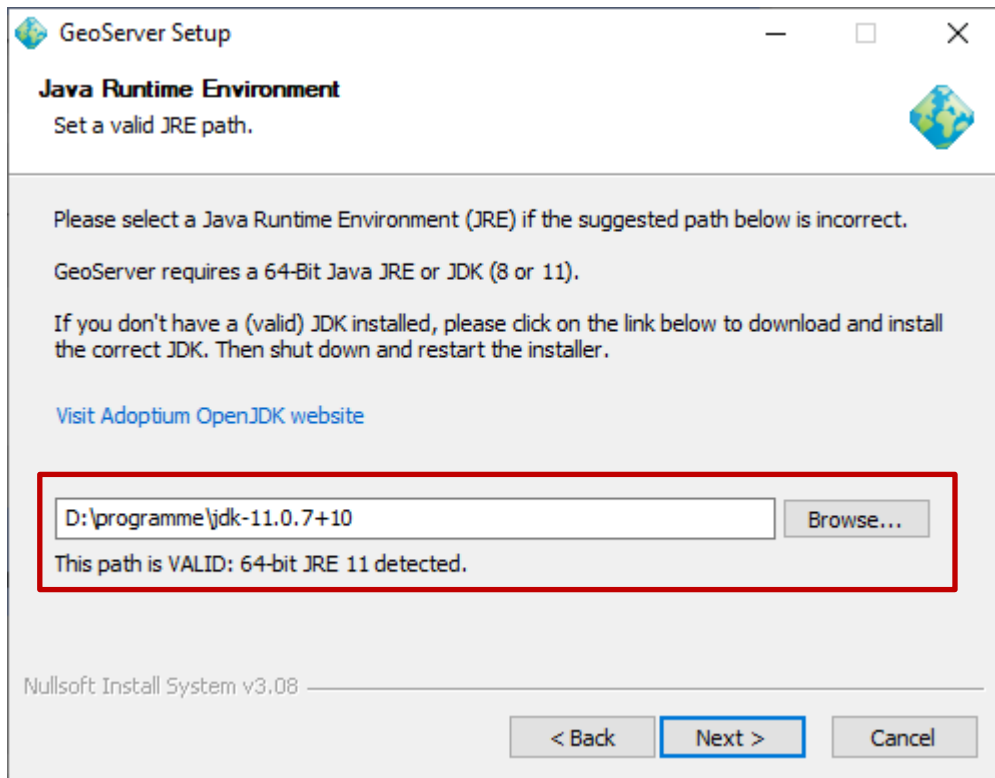 GeoServer Setup
Java Runtime Environment
Set a valid JRE path.
Please select a Java Runtime Environment (JRE) if the suggested path below is incorrect.
GeoServer requires a 64-Bit Java JRE or JDK (8 or 11).
If you don't have a (valid) JDK installed, please click on the link below to download and install
the correct JDK. Then shut down and restart the installer.
Visit Adoptium OpenJDK website
D:\programme\jdk-11.0.7+10
Browse...
This path is VALID: 64-bit JRE 11 detected.
Nullsoft Install System v3.08
< Back
Next >
Cancel